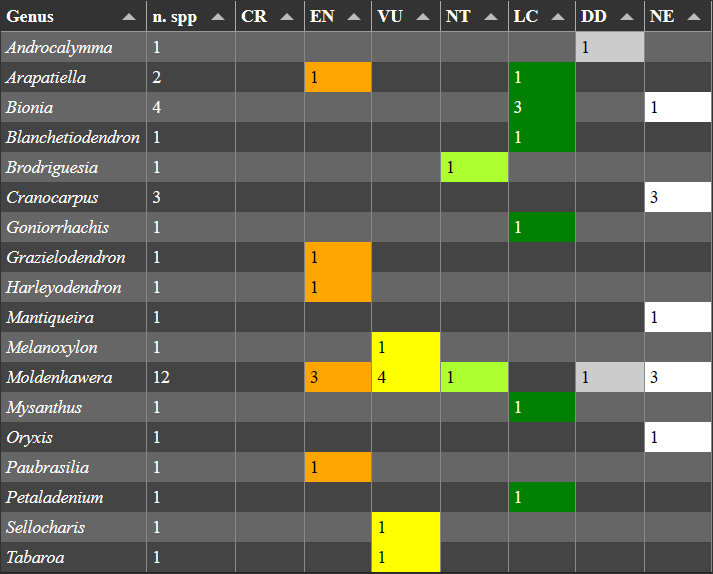 Genus n. spp CR EN VU NT LC DD NE
Androcalymma 1 1
Arapatiella 2 1 1
Bionia 4 3 1
Blanchetiodendron 1 1
Brodriguesia 1 1
Cranocarpus 3 3
Goniorrhachis 1 1
Grazielodendron 1 1
Harleyodendron 1 1
Mantiqueira 1 1
Melanoxylon 1 1
Moldenhawera 12 3 4 1 1 3
Mysanthus 1 1
Oryxis 1 1
Paubrasilia 1 1
Petaladenium 1 1
Sellocharis 1 1
Tabaroa 1 1